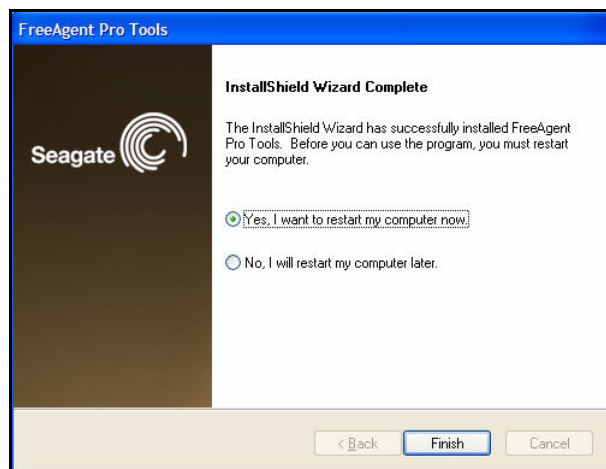 FreeAgent Pro Tools
InstallShield Wizard Complete
The InstallShield Wizard has successfully installed FreeAgent
Pro Tools. Before you can use the program, you must restart
your computer.
Seagate
Yes, I want to restart my computer now.
No, I will restart my computer later.
< Back
Finish
Cancel